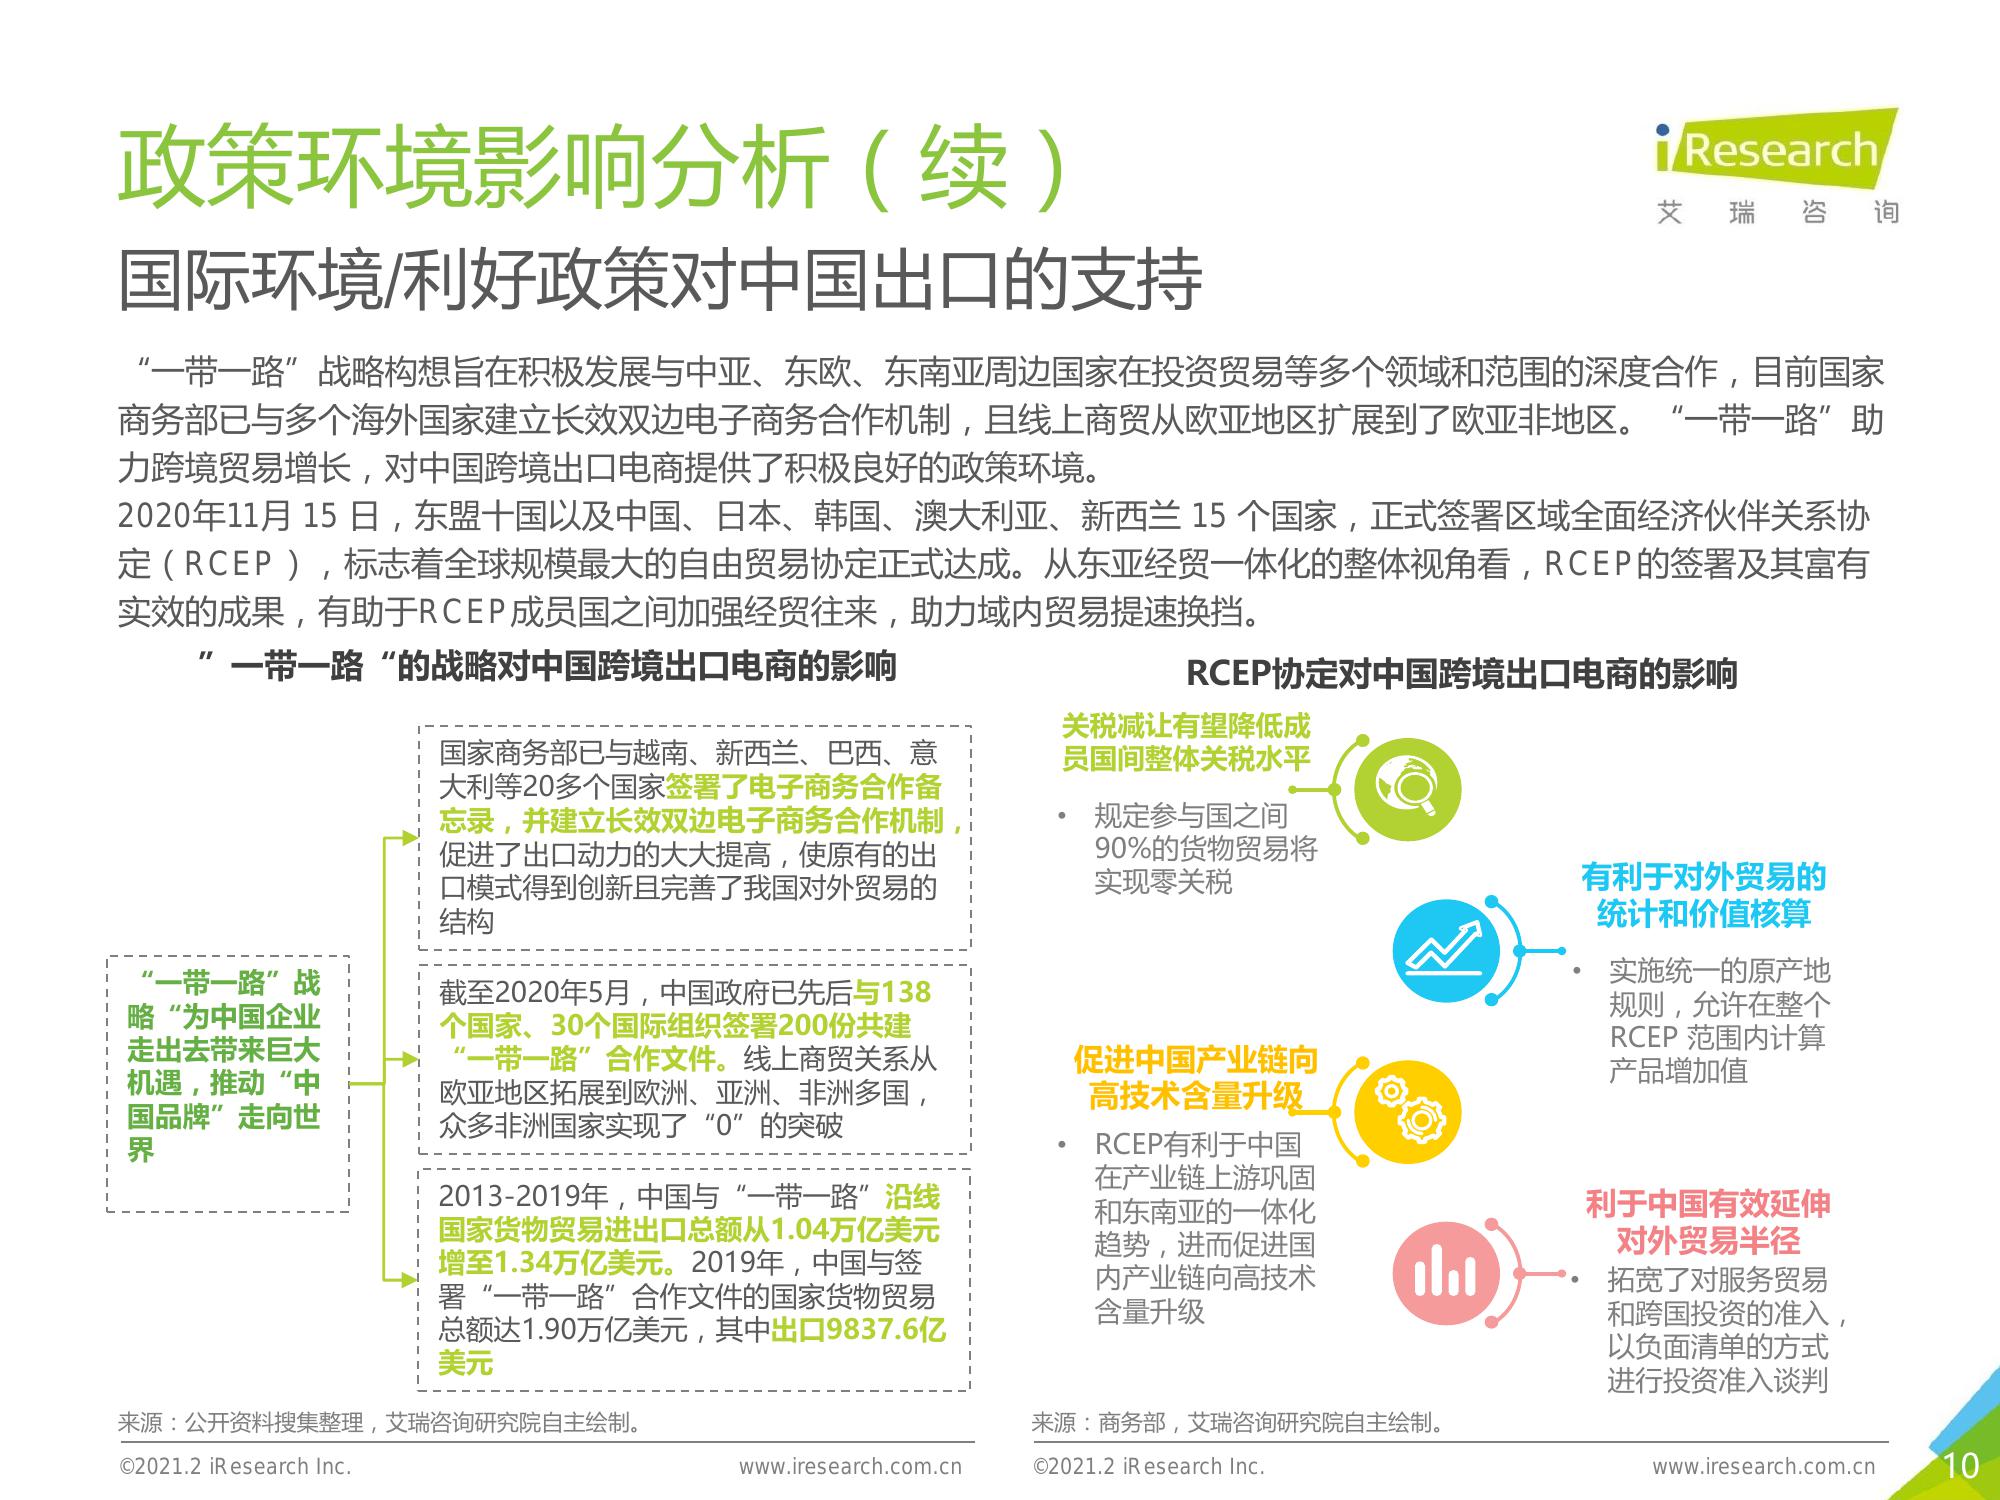 政策环境影响分析（续）
iResearch
艾瑞咨询
国际环境/利好政策对中国出口的支持
“一带一路”战略构想旨在积极发展与中亚、东欧、东南亚周边国家在投资贸易等多个领域和范围的深度合作，目前国家
商务部已与多个海外国家建立长效双边电子商务合作机制，且线上商贸从欧亚地区扩展到了欧亚非地区。“一带一路”助
力跨境贸易增长，对中国跨境出口电商提供了积极良好的政策环境。
2020年11月 15 日，东盟十国以及中国、日本、韩国、澳大利亚、新西兰 15 个国家，正式签署区域全面经济伙伴关系协
定（RCEP），标志着全球规模最大的自由贸易协定正式达成。从东亚经贸一体化的整体视角看，RCEP的签署及其富有
实效的成果，有助于RCEP成员国之间加强经贸往来，助力域内贸易提速换挡。
”一带一路“的战略对中国跨境出口电商的影响
“一带一路”战
略“为中国企业
走出去带来巨大
机遇，推动“中
国品牌”走向世
界
国家商务部已与越南、新西兰、巴西、意
大利等20多个国家签署了电子商务合作备
忘录，并建立长效双边电子商务合作机制，
促进了出口动力的大大提高，使原有的出
口模式得到创新且完善了我国对外贸易的
结构
截至2020年5月，中国政府已先后与138
个国家、30个国际组织签署200份共建
“一带一路”合作文件。线上商贸关系从
欧亚地区拓展到欧洲、亚洲、非洲多国，
众多非洲国家实现了“0”的突破
2013-2019年，中国与“一带一路”沿线
国家货物贸易进出口总额从1.04万亿美元
增至1.34万亿美元。2019年，中国与签
署“一带一路”合作文件的国家货物贸易
总额达1.90万亿美元，其中出口9837.6亿
美元
RCEP协定对中国跨境出口电商的影响
关税减让有望降低成
员国间整体关税水平
• 规定参与国之间
90%的货物贸易将
实现零关税
有利于对外贸易的
统计和价值核算
• 实施统一的原产地
规则，允许在整个
RCEP 范围内计算
产品增加值
促进中国产业链向
高技术含量升级
• RCEP有利于中国
在产业链上游巩固
和东南亚的一体化
趋势，进而促进国
内产业链向高技术
含量升级
利于中国有效延伸
对外贸易半径
• 拓宽了对服务贸易
和跨国投资的准入，
以负面清单的方式
进行投资准入谈判
来源：公开资料搜集整理，艾瑞咨询研究院自主绘制。
来源：商务部，艾瑞咨询研究院自主绘制。
©2021.2 iResearch Inc.
www.iresearch.com.cn
©2021.2 iResearch Inc.
www.iresearch.com.cn
10